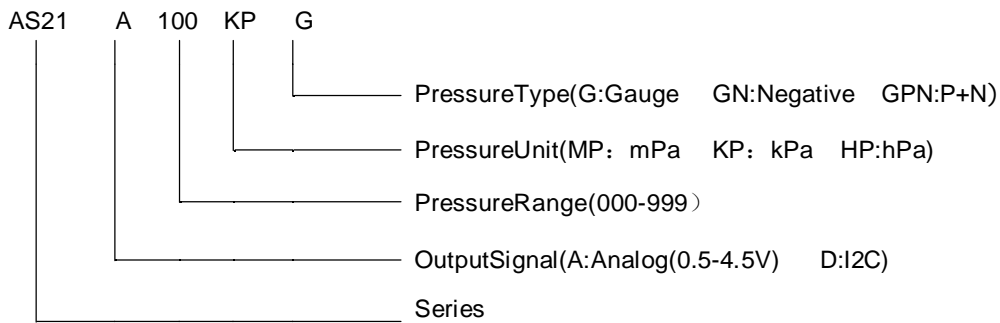 AS21 A 100 KP G
PressureType(G:Gauge GN:Negative GPN:P+N)
PressureUnit(MP：mPa KP：kPa HP:hPa)
PressureRange(000-999）
OutputSignal(A:Analog(0.5-4.5V) D:I2C)
Series